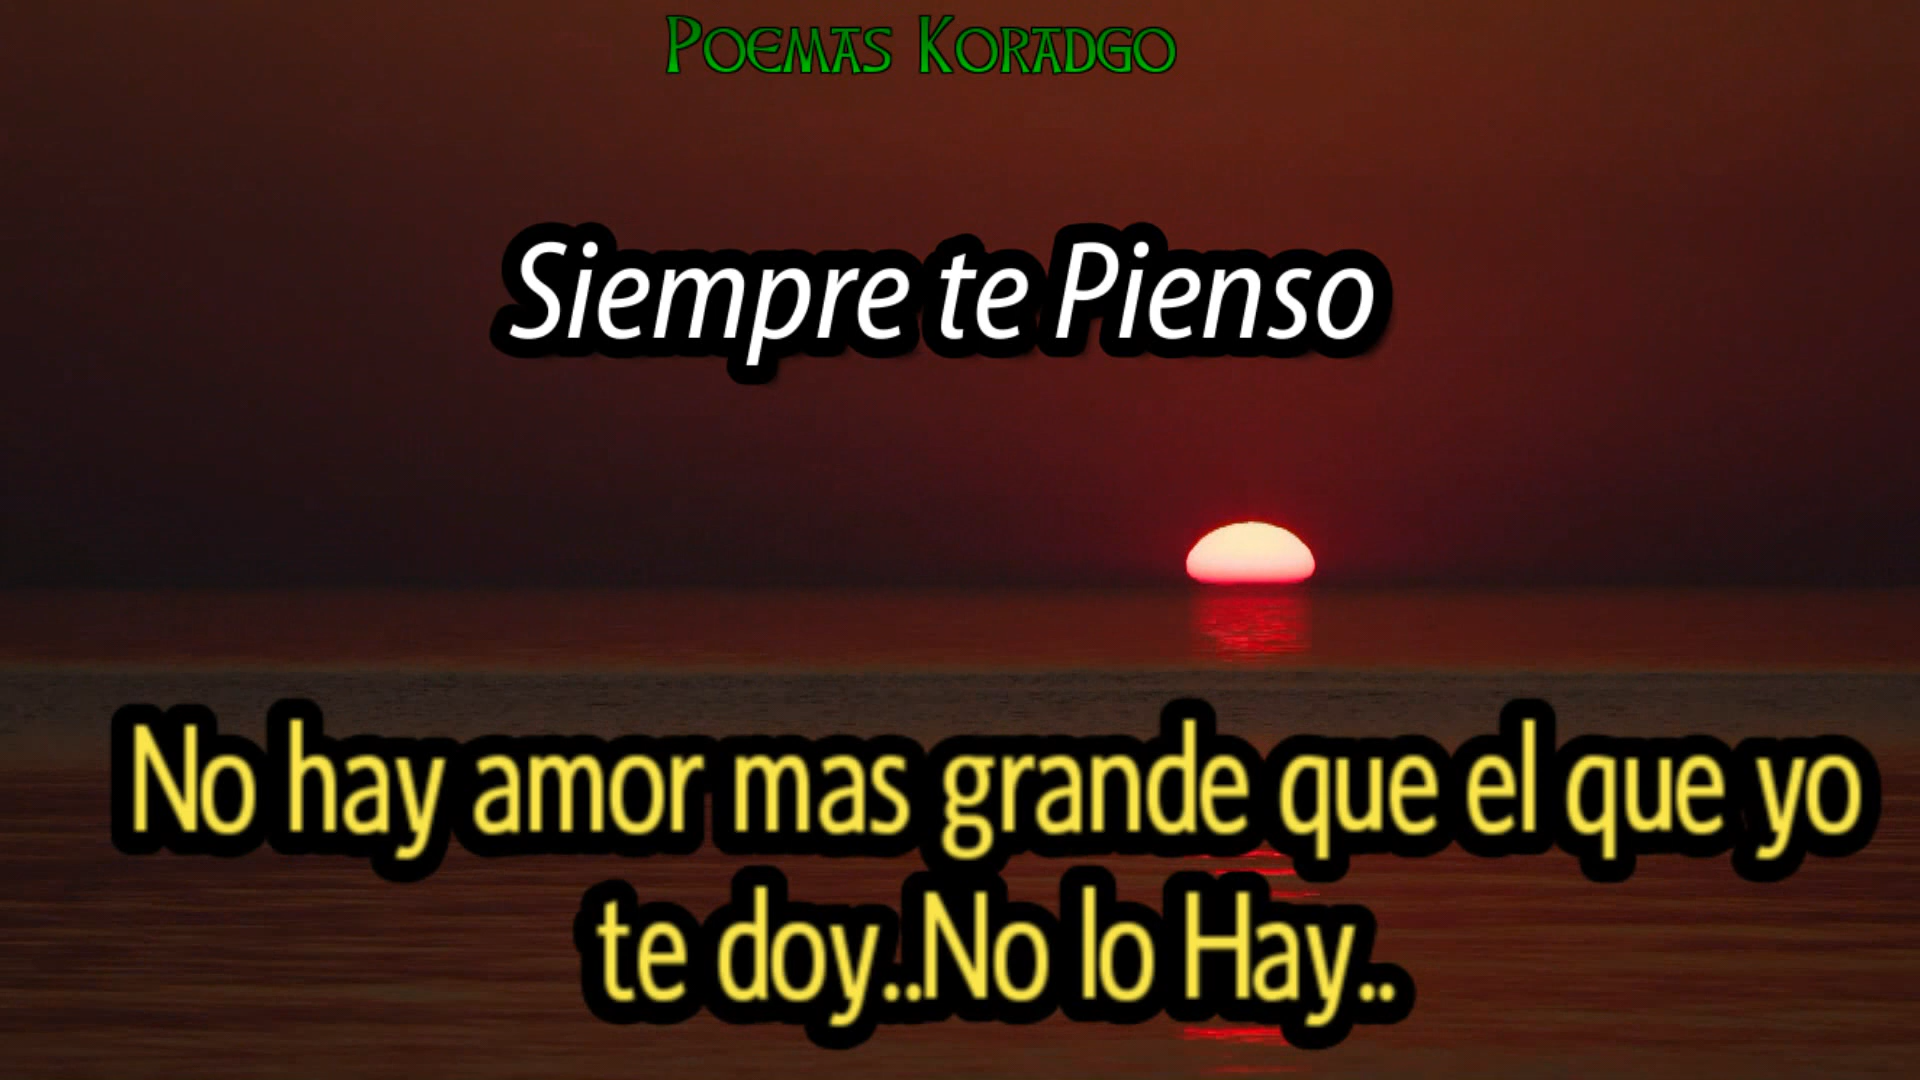 Poemas Koradgo
Siempre te Pienso
No hay amor mas grande que el que yo
te doy..No lo Hay..